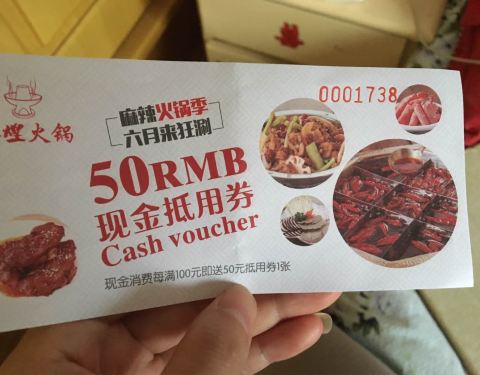 0001738
火锅
麻辣火锅季
六月来狂涮
50RMB
现金抵用券
Cash voucher
现金消费每满100元即送50元抵用券1张